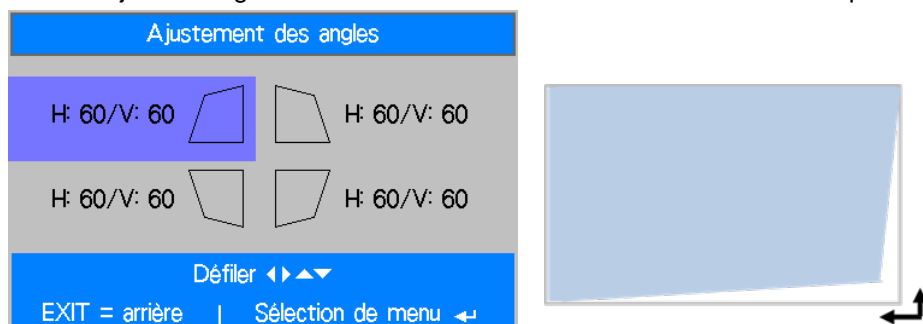 Ajustement des angles
H: 60/V: 60 H: 60/V: 60
H: 60/V: 60 H: 60/V: 60
Défiler
EXIT = arrière | Sélection de menu